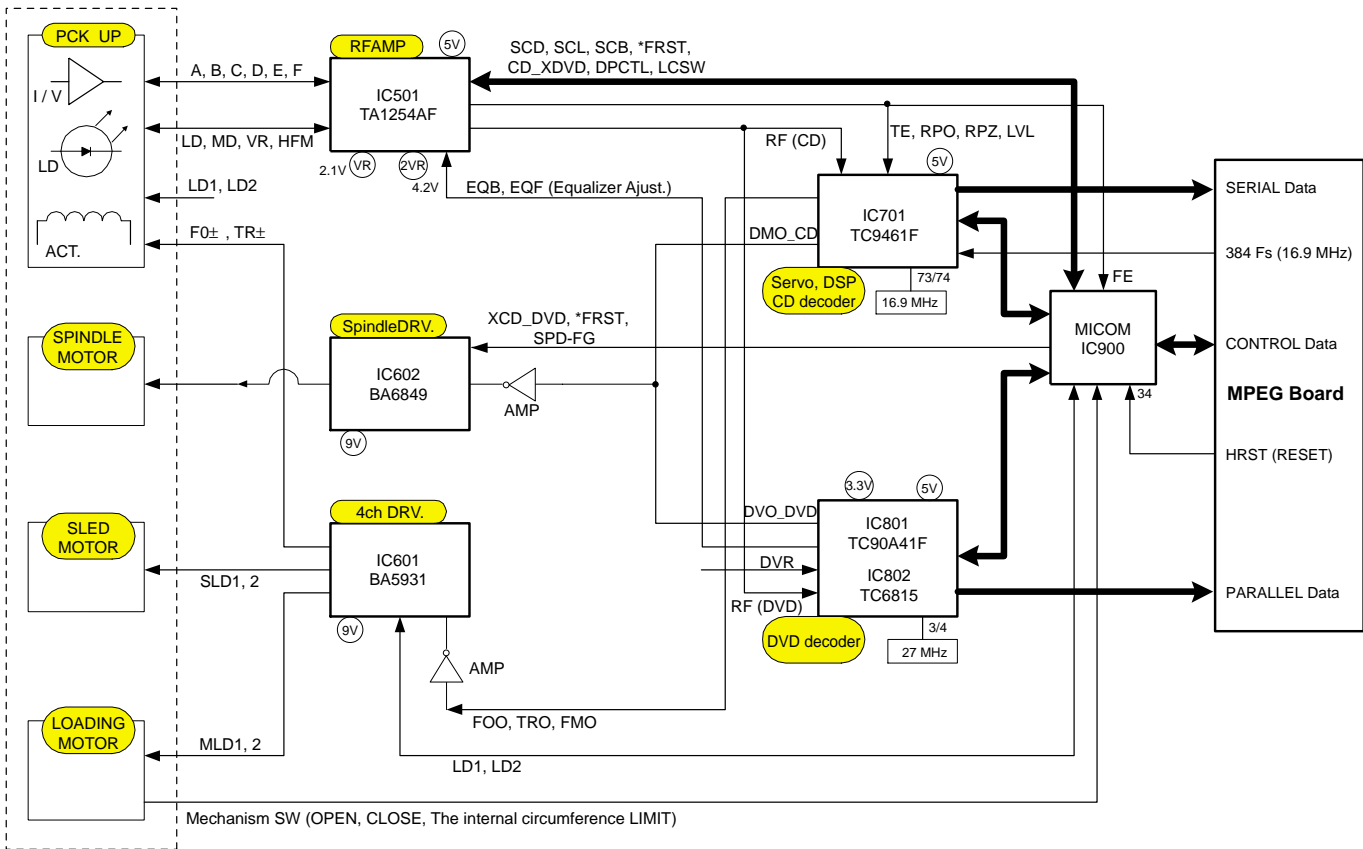 PCK UP
I / V
LD
ACT.
A, B, C, D, E, F
LD, MD, VR, HFM
LD1, LD2
F0± , TR±
RFAMP
5V
IC501
TA1254AF
2.1V
VR
2VR
4.2V
SCD, SCL, SCB, *FRST,
CD_XDVD, DPCTL, LCSW
RF (CD)
TE, RPO, RPZ, LVL
EQB, EQF (Equalizer Ajust.)
DMO_CD
5V
IC701
TC9461F
Servo, DSP
CD decoder
73/74
16.9 MHz
FE
MICOM
IC900
34
SERIAL Data
384 Fs (16.9 MHz)
CONTROL Data
MPEG Board
HRST (RESET)
PARALLEL Data
SPINDLE
MOTOR
SpindleDRV.
IC602
BA6849
9V
AMP
XCD_DVD, *FRST,
SPD-FG
SLED
MOTOR
SLD1, 2
4ch DRV.
IC601
BA5931
9V
AMP
FOO, TRO, FMO
DVO_DVD
DVR
RF (DVD)
3.3V
5V
IC801
TC90A41F
IC802
TC6815
DVD decoder
3/4
27 MHz
LOADING
MOTOR
MLD1, 2
LD1, LD2
Mechanism SW (OPEN, CLOSE, The internal circumference LIMIT)